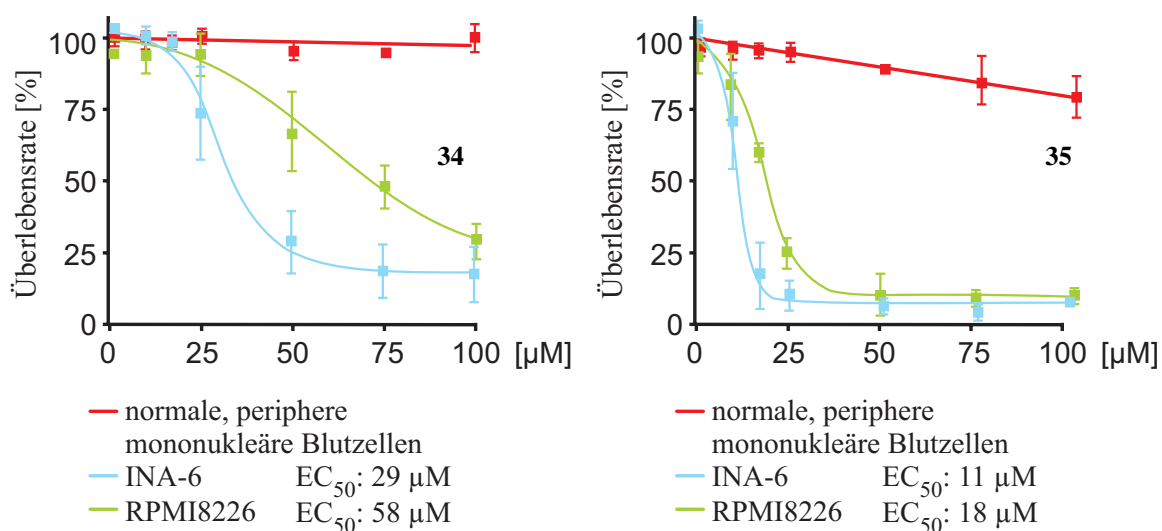 Überlebensrate [%]
100
75
50
25
0
34
0 25 50 75 100 [µM]
normale, periphere
mononukleäre Blutzellen
INA-6 EC50: 29 µM
RPMI8226 EC50: 58 µM
Überlebensrate [%]
100
75
50
25
0
35
0 25 50 75 100 [µM]
normale, periphere
mononukleäre Blutzellen
INA-6 EC50: 11 µM
RPMI8226 EC50: 18 µM